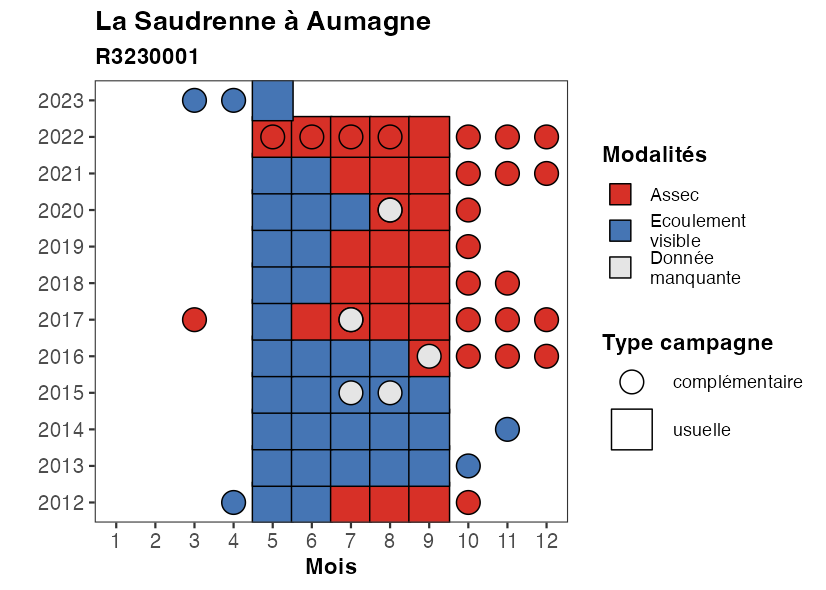 La Saudrenne à Aumagne
R3230001
2023
2022
2021
2020
2019
2018
2017
2016
2015
2014
2013
2012
1 2 3 4 5 6 7 8 9 10 11 12
Mois
Modalités
Assec
Ecoulement
visible
Donnée
manquante
Type campagne
complémentaire
usuelle